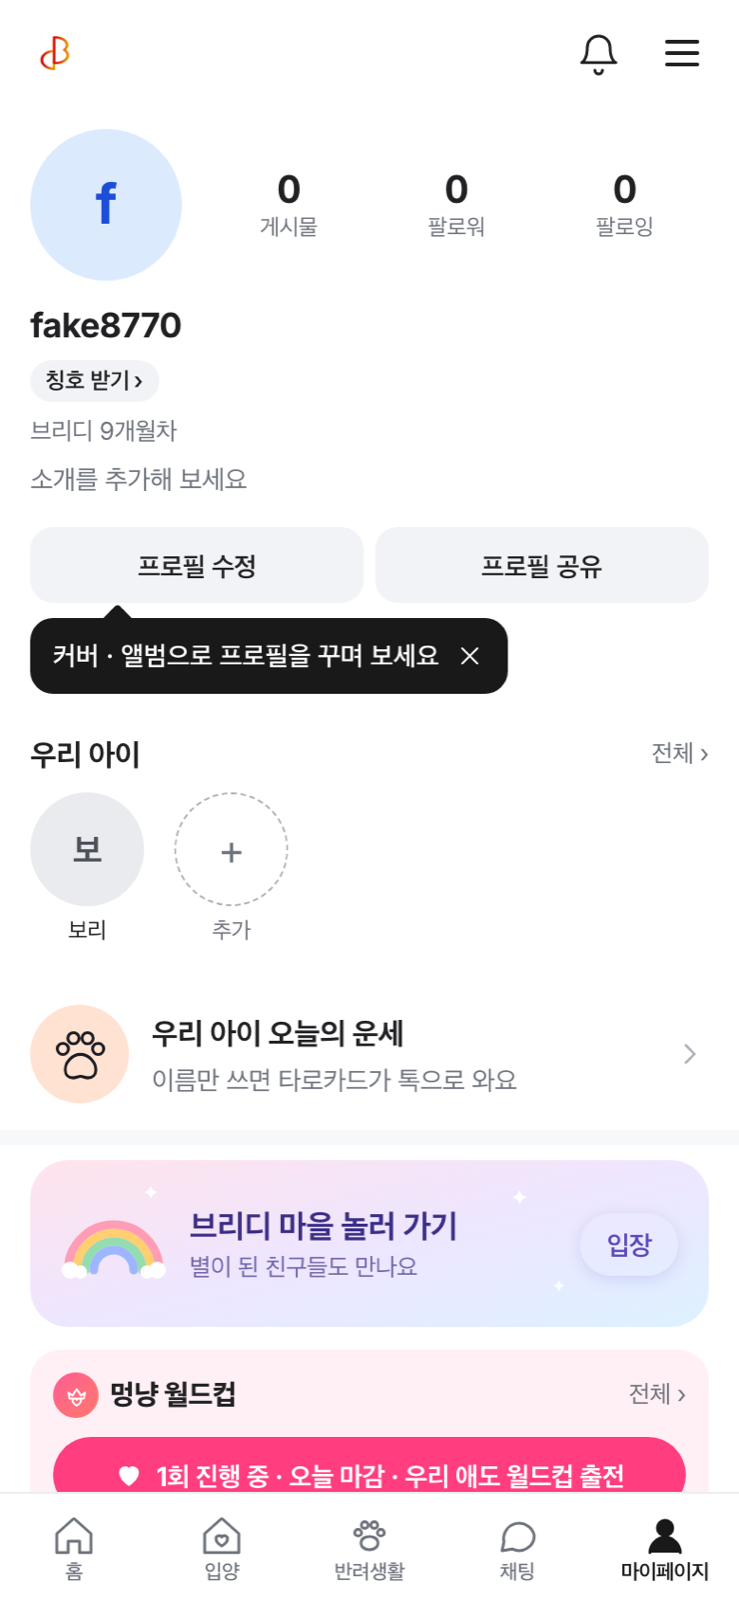 f
0
게시물
0
팔로워
0
팔로잉
fake8770
칭호 받기 ›
브리디 9개월차
소개를 추가해 보세요
프로필 수정
프로필 공유
커버 · 앨범으로 프로필을 꾸며 보세요
우리 아이
전체 ›
보
보리
+
추가
우리 아이 오늘의 운세
이름만 쓰면 타로카드가 톡으로 와요
브리디 마을 놀러 가기
별이 된 친구들도 만나요
입장
멍냥 월드컵
전체 ›
1회 진행 중 · 오늘 마감 · 우리 애도 월드컵 출전
홈
입양
반려생활
채팅
마이페이지